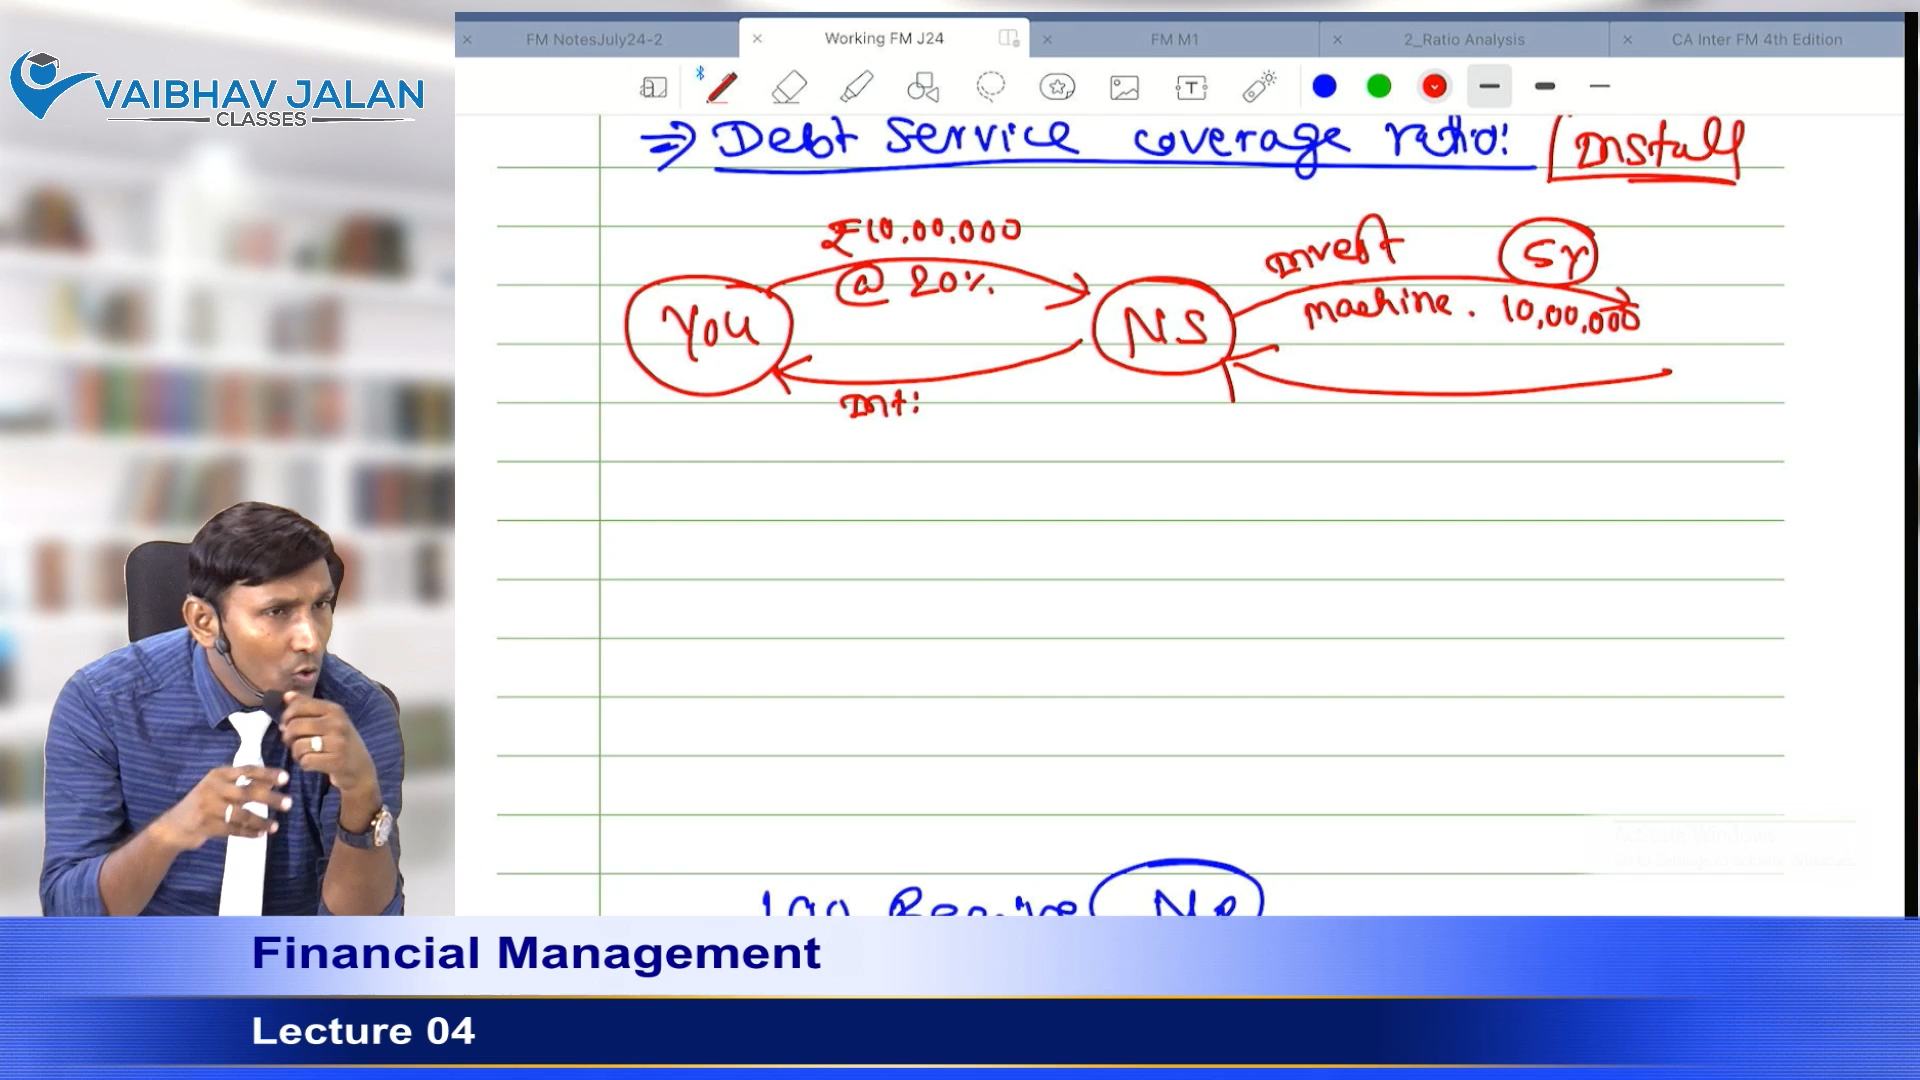 VAIBHAV JALAN
CLASSES
FM NotesJuly24-2
Working FM J24
FM M1
2_Ratio Analysis
CA Inter FM 4th Edition
T
⇒ Debt Service coverage ratio:
Install
₹10,00,000
@ 20%
Invest
5Y
You
NS
machine. 10,00,000
Int:
Financial Management
Lecture 04